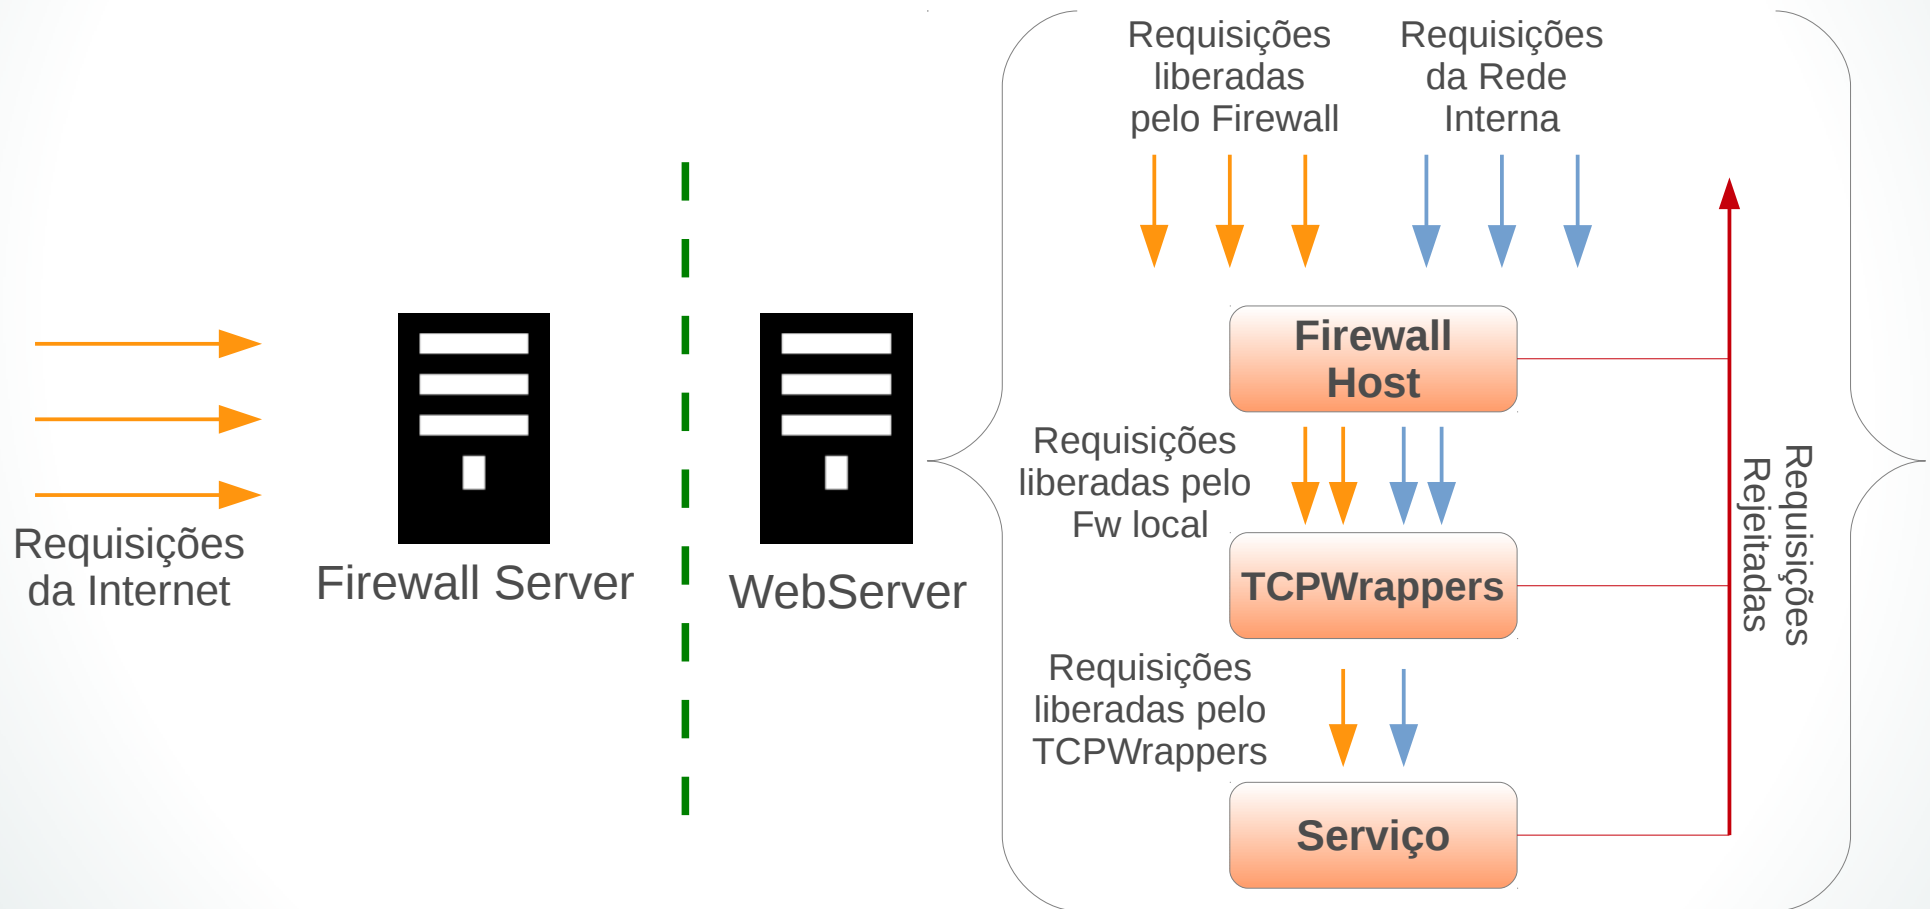 Requisições
da Internet
Firewall Server
WebServer
Requisições
liberadas
pelo Firewall
Requisições
da Rede
Interna
Firewall
Host
Requisições
liberadas pelo
Fw local
TCPWrappers
Requisições
liberadas pelo
TCPWrappers
Serviço
Requisições
Rejeitadas